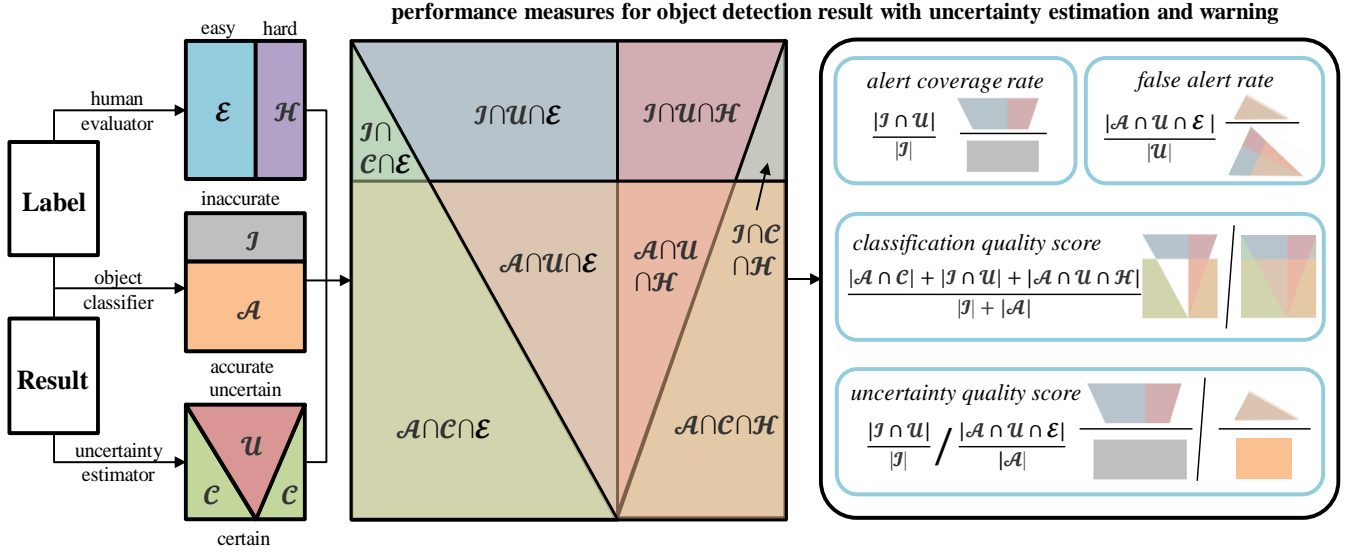 performance measures for object detection result with uncertainty estimation and warning
easy hard
human
evaluator
ℰ ℋ
Label
inaccurate
ℐ
object
classifier
𝒜
Result
accurate
uncertain
uncertainty
estimator
𝒰
𝒞 𝒞
certain
ℐ∩
𝒞∩ℰ
ℐ∩𝒰∩ℰ
ℐ∩𝒰∩ℋ
𝒜∩𝒰∩ℰ
𝒜∩𝒰
∩ℋ
ℐ∩𝒞
∩ℋ
𝒜∩𝒞∩ℰ
𝒜∩𝒞∩ℋ
alert coverage rate
|ℐ ∩ 𝒰|
|ℐ|
false alert rate
|𝒜 ∩ 𝒰 ∩ ℰ |
|𝒰|
classification quality score
|𝒜 ∩ 𝒞| + |ℐ ∩ 𝒰| + |𝒜 ∩ 𝒰 ∩ ℋ|
|ℐ| + |𝒜|
uncertainty quality score
|ℐ ∩ 𝒰| / |𝒜 ∩ 𝒰 ∩ ℰ|
|ℐ| |𝒜|